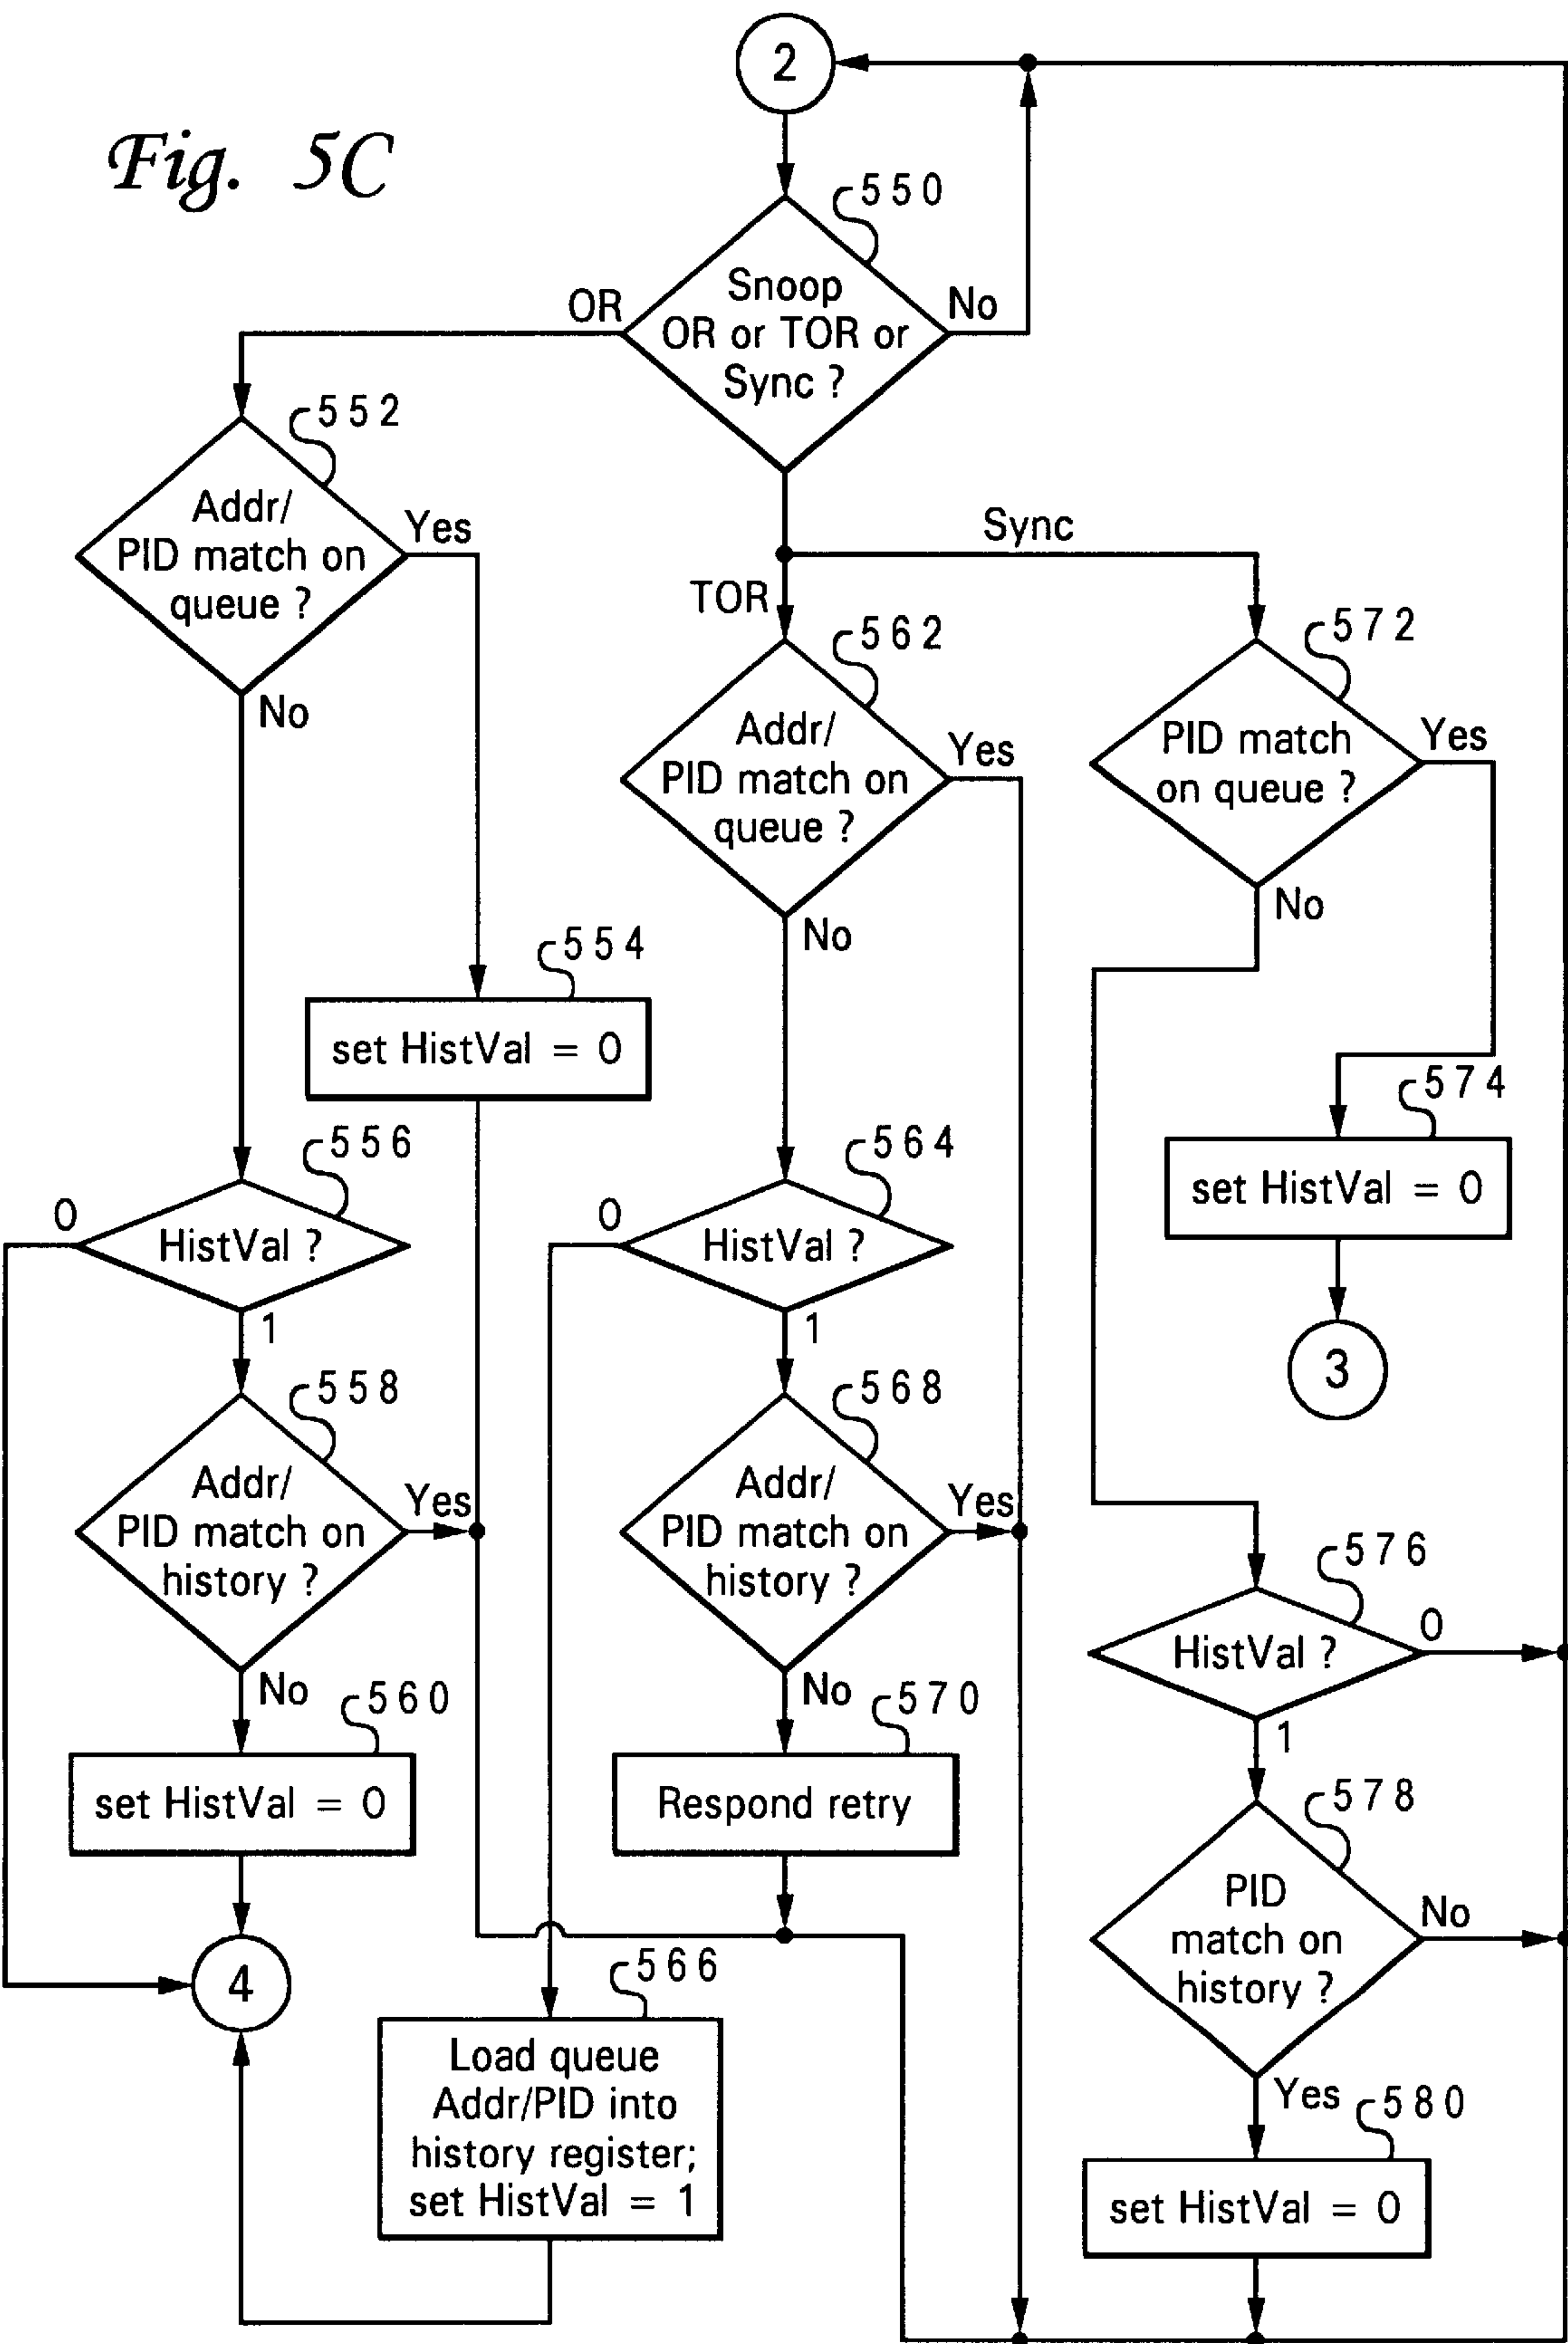 2
Fig. 5C
550
Snoop
OR or TOR or
Sync ?
OR
No
552
Addr/
PID match on
queue ?
Yes
No
Sync
TOR
562
Addr/
PID match on
queue ?
Yes
No
572
PID match
on queue ?
Yes
No
554
set HistVal = 0
574
set HistVal = 0
3
556
HistVal ?
0
1
564
HistVal ?
0
1
558
Addr/
PID match on
history ?
Yes
No
568
Addr/
PID match on
history ?
Yes
No
576
HistVal ?
0
1
560
set HistVal = 0
570
Respond retry
578
PID
match on
history ?
No
Yes
4
566
Load queue
Addr/PID into
history register;
set HistVal = 1
580
set HistVal = 0